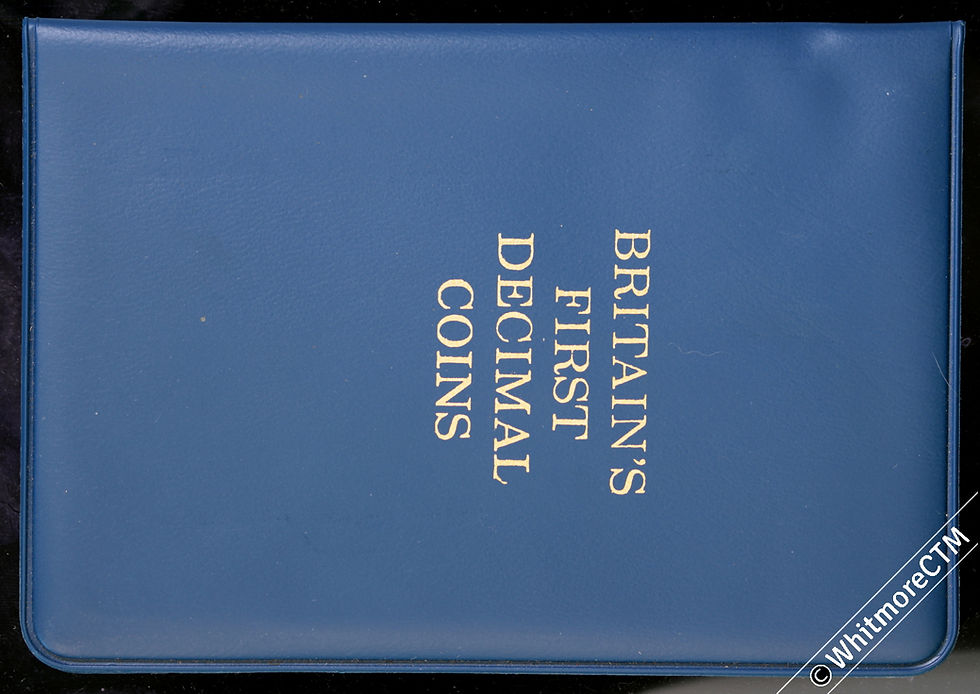 BRITAIN'S
FIRST
DECIMAL
COINS
© WhitmoreCTM